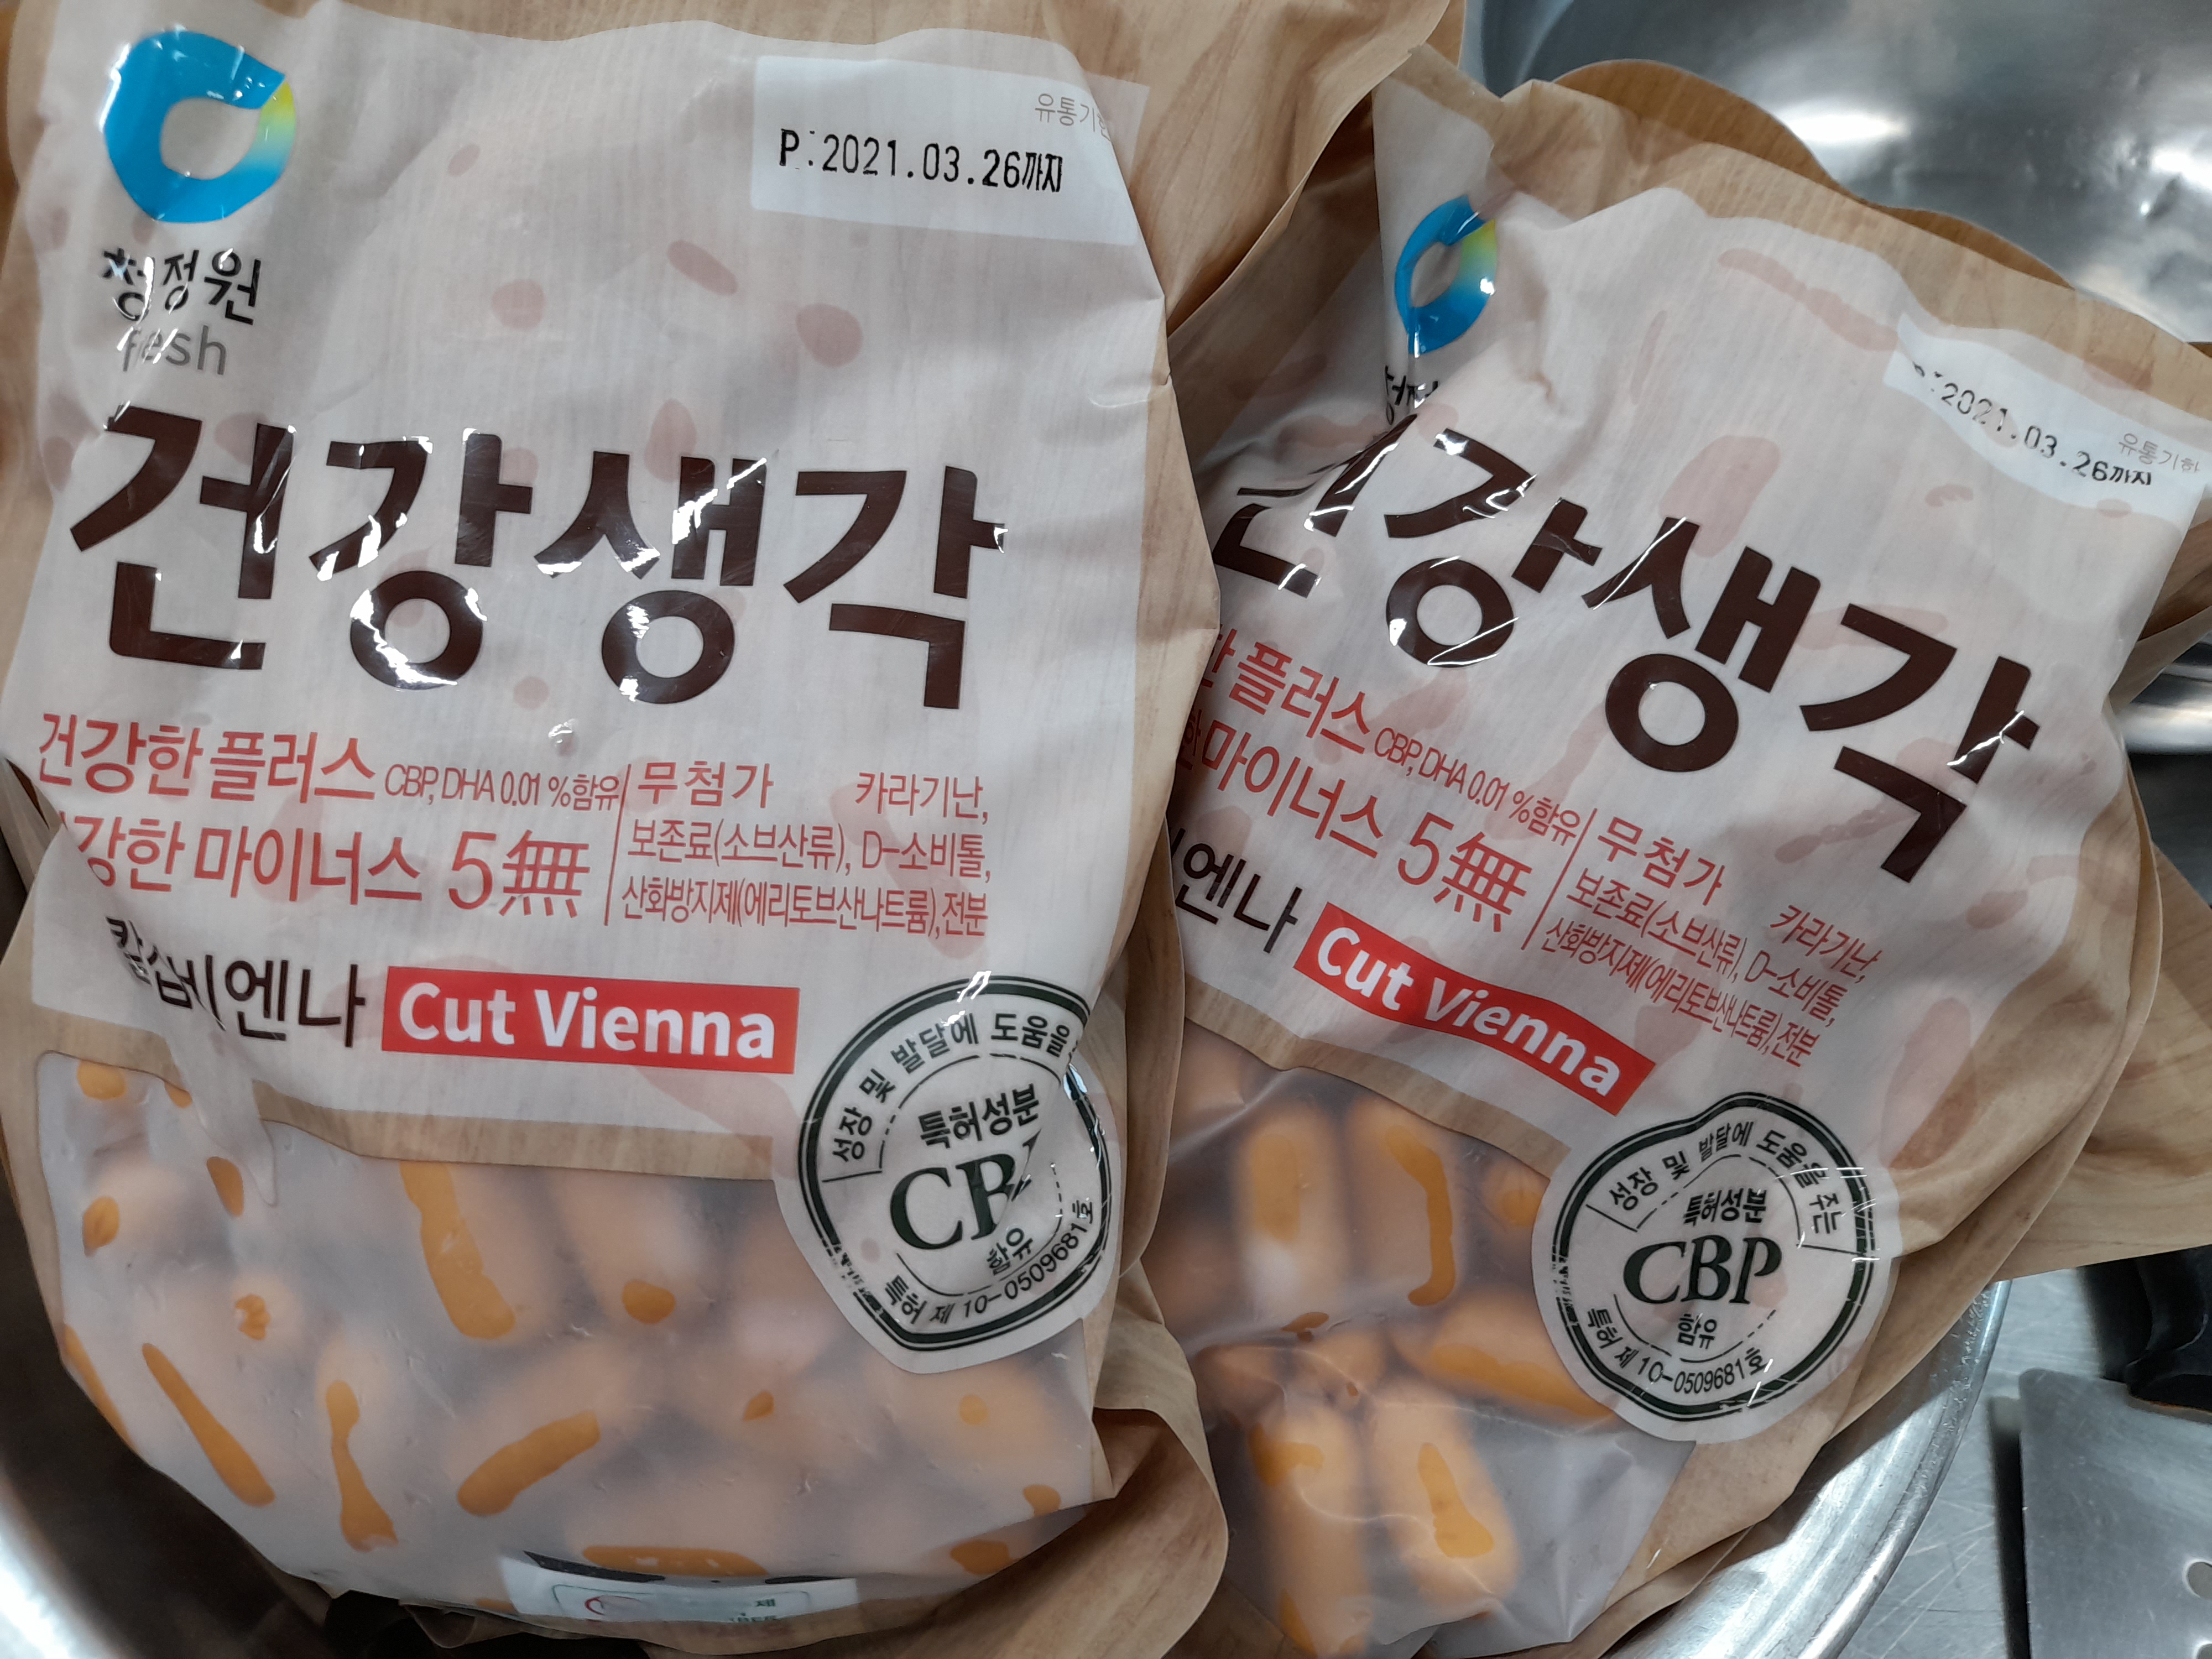 청정원
fresh
유통기한
P:2021.03.26까지
건강생각
건강한 플러스 CBP, DHA 0.01 %함유
강한 마이너스 5無
무첨가 카라기난,
보존료(소브산류), D-소비톨,
산화방지제(에리토브산나트륨), 전분
칼집비엔나 Cut Vienna
성장 및 발달에 도움을
특허성분
함유
특허 제 10-0509681호
제
유통기한
:2021.03.26까지
강생각
한 플러스 CBP, DHA 0.01 %함유
한 마이너스 5無
무첨가 카라기난,
보존료(소브산류), D-소비톨,
산화방지제(에리토브산나트륨), 전분
엔나 Cut Vienna
성장 및 발달에 도움을 주는
특허성분
CBP
함유
특허 제 10-0509681호